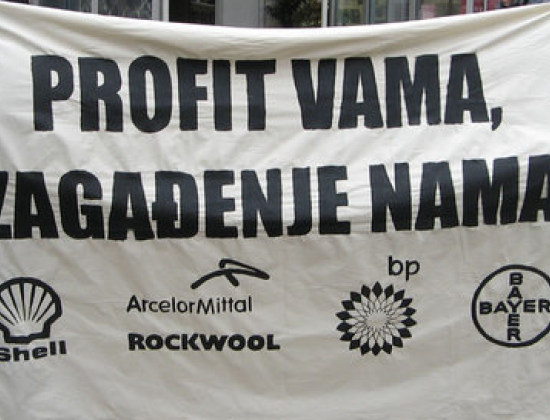 PROFIT VAMA,
ZAGAĐENJE NAMA
Shell
ArcelorMittal
ROCKWOOL
bp
BAYER
BAYER